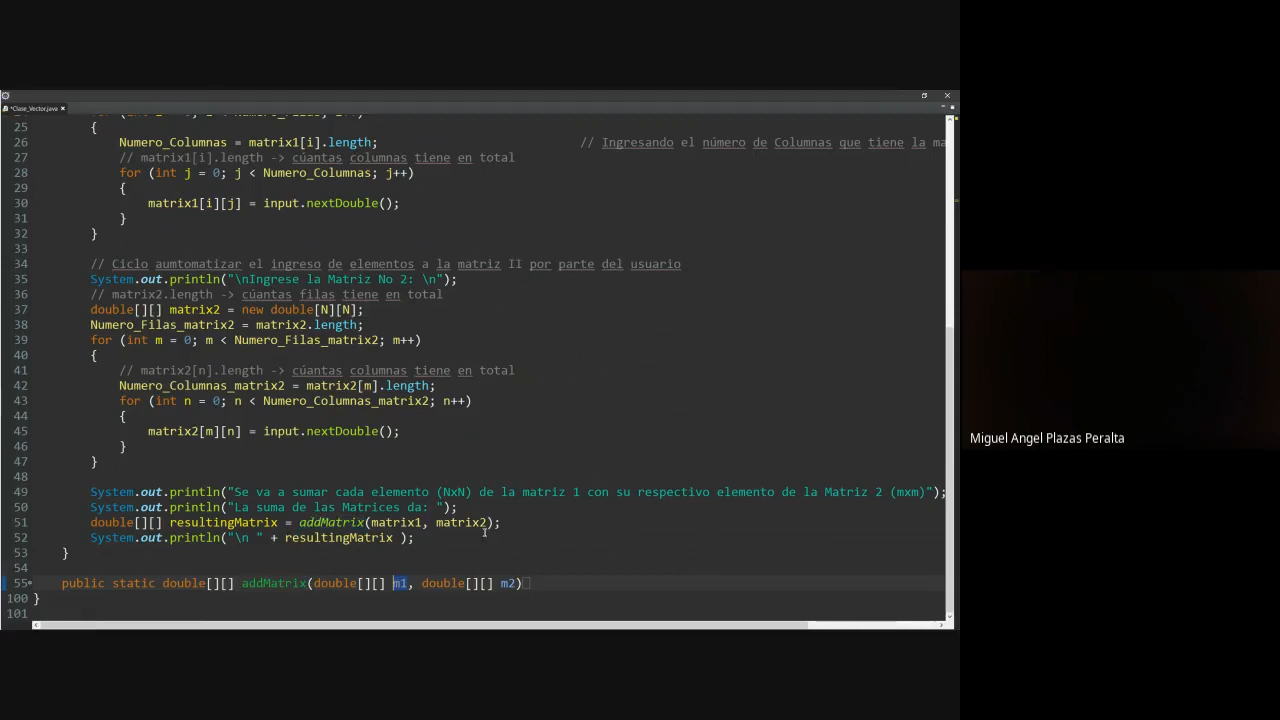 *Clase_Vector.java
25 {
26 Numero_Columnas = matrix1[i].length; // Ingresando el número de Columnas que tiene la ma
27 // matrix1[i].length -> cúantas columnas tiene en total
28 for (int j = 0; j < Numero_Columnas; j++)
29 {
30 matrix1[i][j] = input.nextDouble();
31 }
32 }
33
34 // Ciclo aumtomatizar el ingreso de elementos a la matriz II por parte del usuario
35 System.out.println("\nIngrese la Matriz No 2: \n");
36 // matrix2.length -> cúantas filas tiene en total
37 double[][] matrix2 = new double[N][N];
38 Numero_Filas_matrix2 = matrix2.length;
39 for (int m = 0; m < Numero_Filas_matrix2; m++)
40 {
41 // matrix2[n].length -> cúantas columnas tiene en total
42 Numero_Columnas_matrix2 = matrix2[m].length;
43 for (int n = 0; n < Numero_Columnas_matrix2; n++)
44 {
45 matrix2[m][n] = input.nextDouble();
46 }
47 }
48
49 System.out.println("Se va a sumar cada elemento (NxN) de la matriz 1 con su respectivo elemento de la Matriz 2 (mxm)");
50 System.out.println("La suma de las Matrices da: ");
51 double[][] resultingMatrix = addMatrix(matrix1, matrix2);
52 System.out.println("\n " + resultingMatrix );
53 }
54
55 public static double[][] addMatrix(double[][] m1, double[][] m2)
100 }
101
Miguel Angel Plazas Peralta